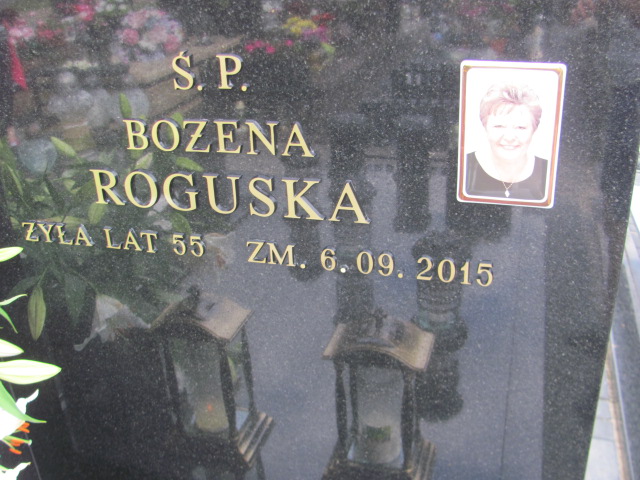 Ś.P.
BOŻENA
ROGUSKA
ŻYŁA LAT 55 ZM. 6.09.2015